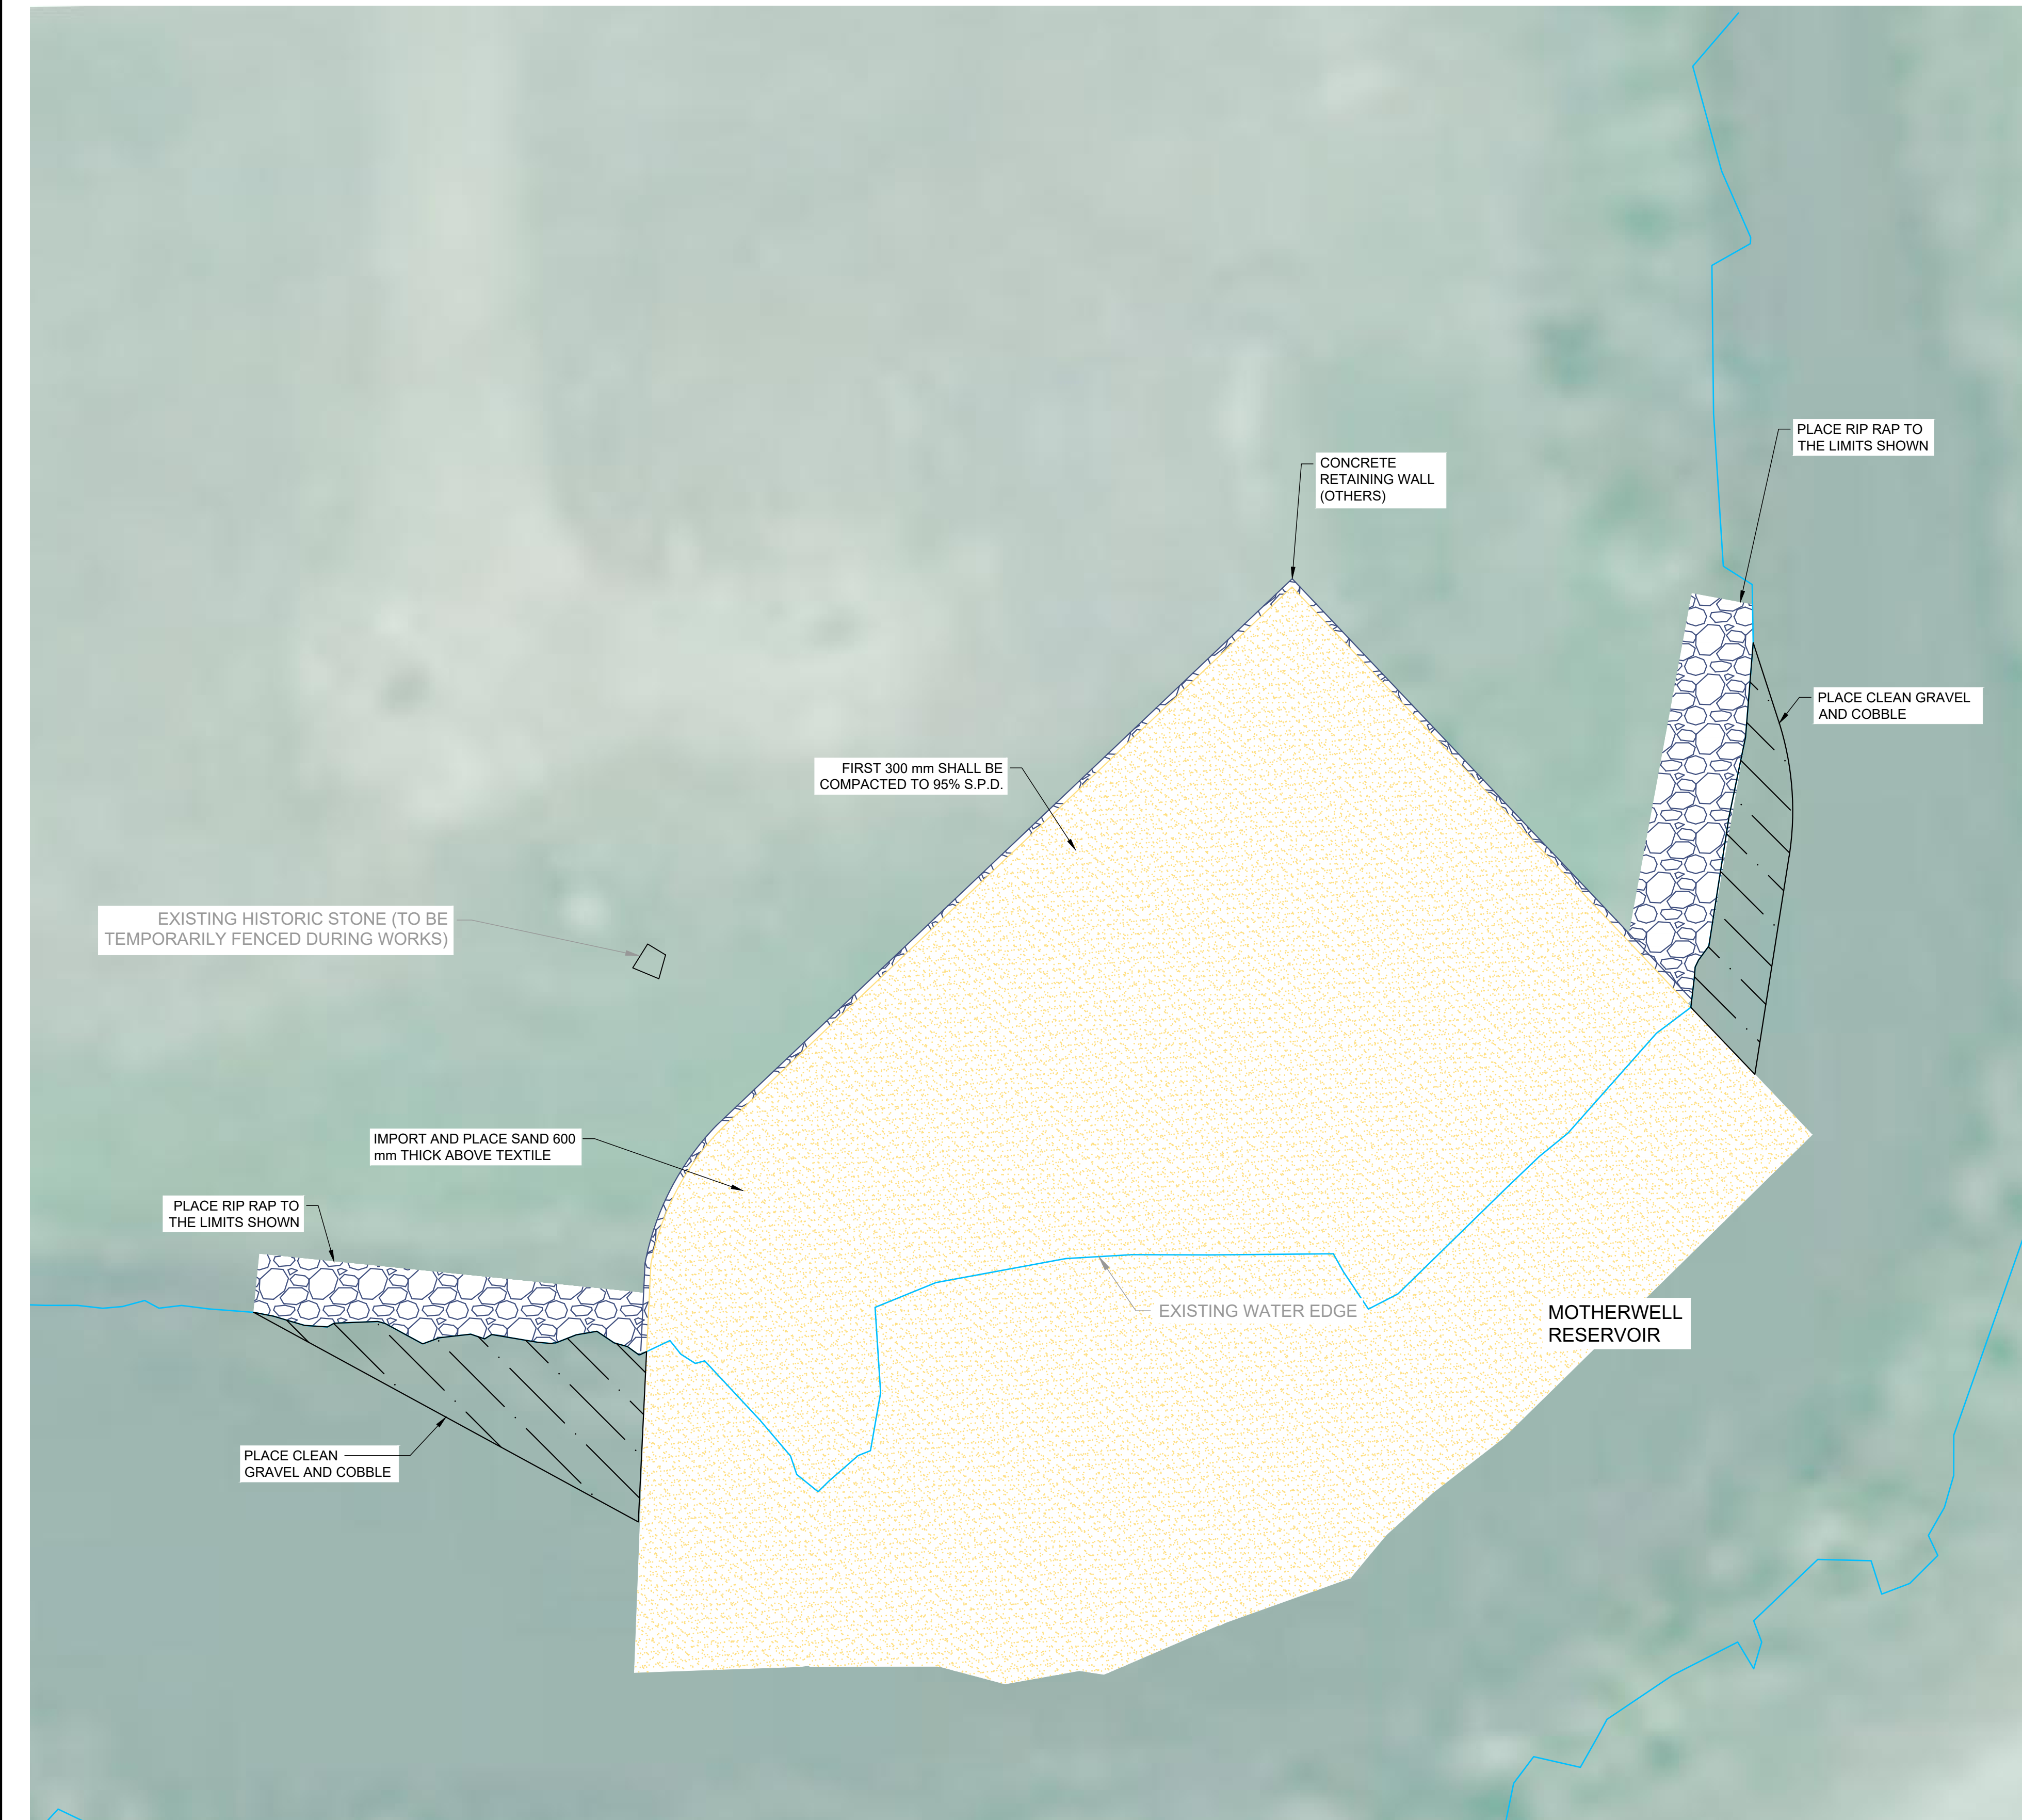 PLACE RIP RAP TO
THE LIMITS SHOWN
CONCRETE
RETAINING WALL
(OTHERS)
PLACE CLEAN GRAVEL
AND COBBLE
FIRST 300 mm SHALL BE
COMPACTED TO 95% S.P.D.
EXISTING HISTORIC STONE (TO BE
TEMPORARILY FENCED DURING WORKS)
IMPORT AND PLACE SAND 600
mm THICK ABOVE TEXTILE
PLACE RIP RAP TO
THE LIMITS SHOWN
EXISTING WATER EDGE
MOTHERWELL
RESERVOIR
PLACE CLEAN
GRAVEL AND COBBLE